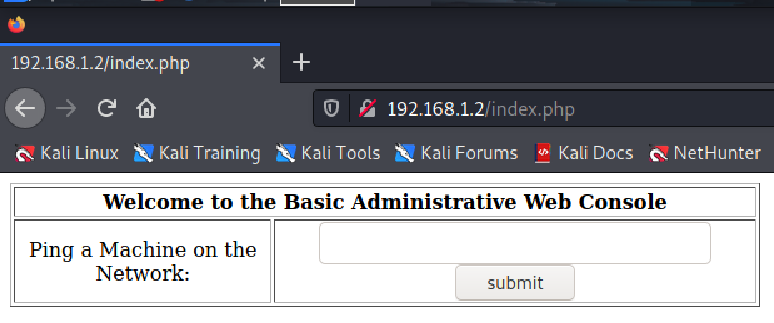 192.168.1.2/index.php
192.168.1.2/index.php
Kali Linux Kali Training Kali Tools Kali Forums Kali Docs NetHunter
Welcome to the Basic Administrative Web Console
Ping a Machine on the
Network:
submit